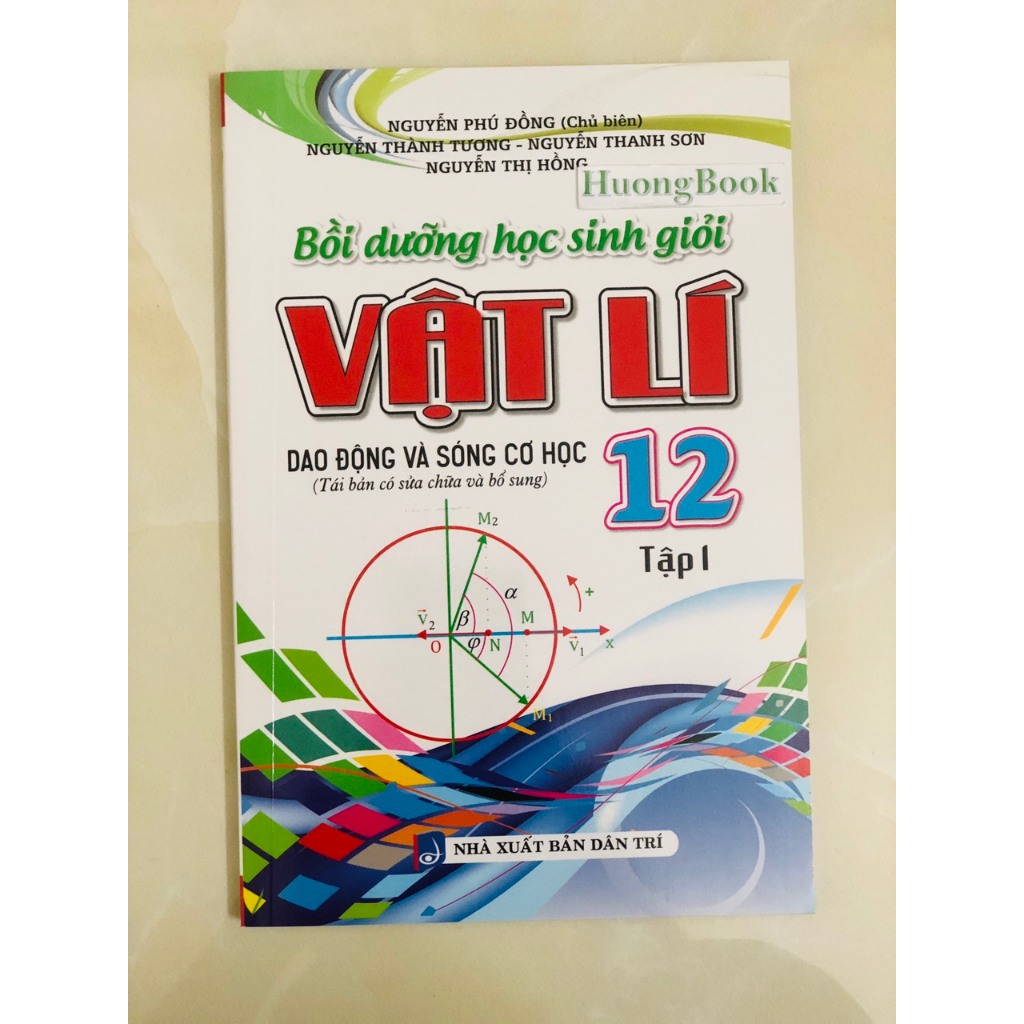 NGUYỄN PHÚ ĐỒNG (Chủ biên)
NGUYỄN THÀNH TƯƠNG - NGUYỄN THANH SƠN
NGUYỄN THỊ HỒNG
HuongBook
Bồi dưỡng học sinh giỏi
VẬT LÍ
DAO ĐỘNG VÀ SÓNG CƠ HỌC
12
(Tái bản có sửa chữa và bổ sung)
Tập 1
M2
α
+
v2
β
M
O
φ
N
v1
x
M1
NHÀ XUẤT BẢN DÂN TRÍ